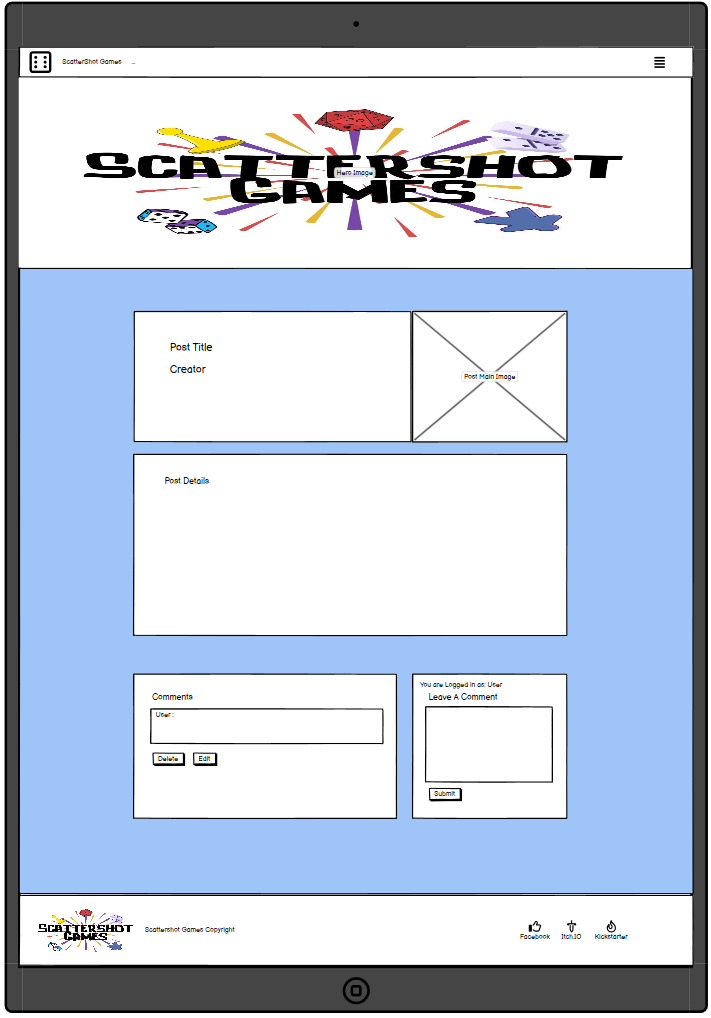 ScatterShot Games
SCATTERSHOT
GAMES
Hero Image
Post Title
Creator
Post Main Image
Post Details
Comments
User :
Delete Edit
You are Logged in as: User
Leave A Comment
Submit
SCATTERSHOT
GAMES
Scattershot Games Copyright
Facebook Itch.IO Kickstarter